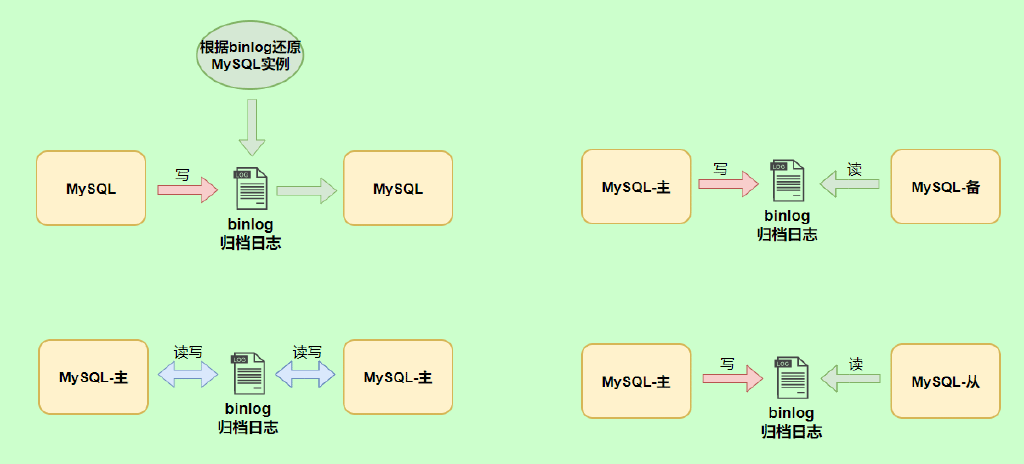 根据binlog还原
MySQL实例
MySQL
写
LOG
binlog
归档日志
MySQL
MySQL-主
写
LOG
binlog
归档日志
读
MySQL-备
MySQL-主
读写
LOG
binlog
归档日志
读写
MySQL-主
MySQL-主
写
LOG
binlog
归档日志
读
MySQL-从